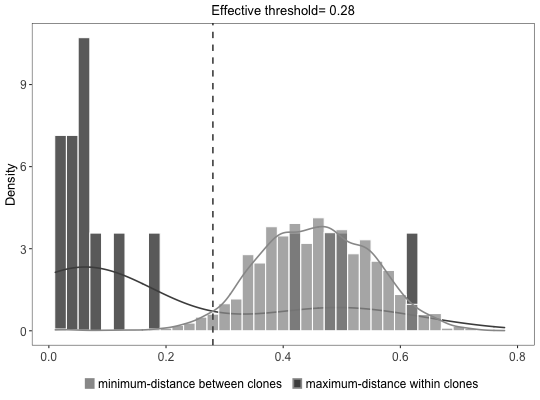 Effective threshold= 0.28
Density
9
6
3
0
0.0 0.2 0.4 0.6 0.8
minimum-distance between clones maximum-distance within clones